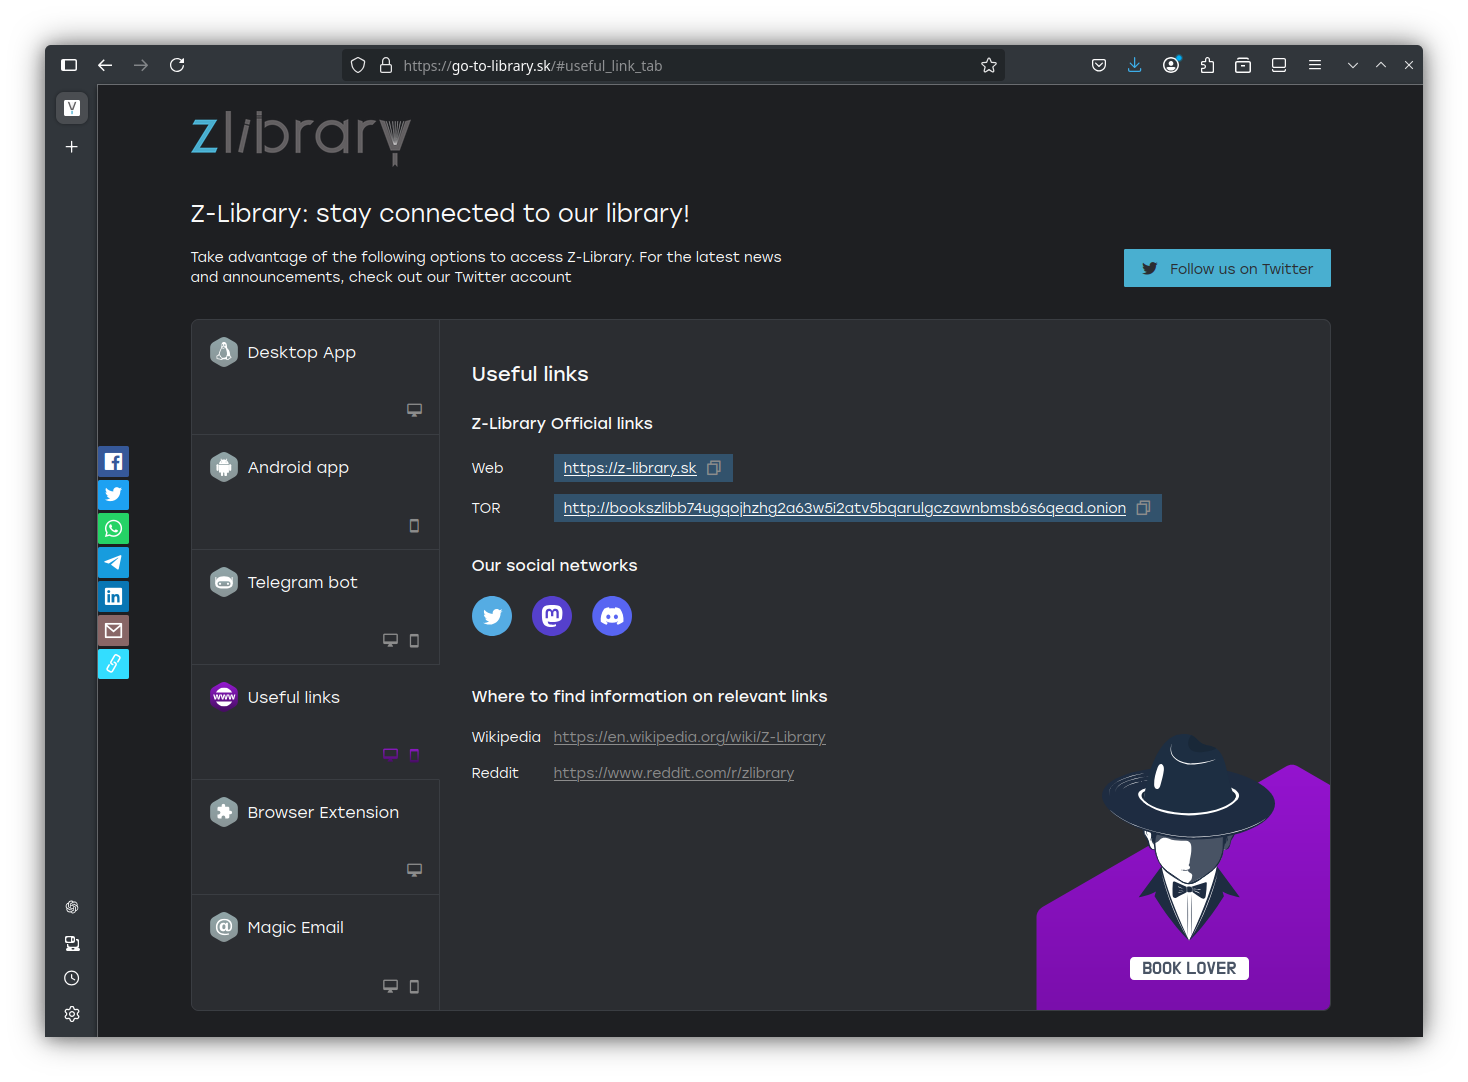 https://go-to-library.sk/#useful_link_tab
zlibrary
Z-Library: stay connected to our library!
Take advantage of the following options to access Z-Library. For the latest news
and announcements, check out our Twitter account
Follow us on Twitter
Desktop App
Android app
Telegram bot
Useful links
Browser Extension
Magic Email
Useful links
Z-Library Official links
Web https://z-library.sk
TOR http://bookszlibb74ugqojhzhg2a63w5i2atv5bqarulgczawnbmsb6s6qead.onion
Our social networks
Where to find information on relevant links
Wikipedia https://en.wikipedia.org/wiki/Z-Library
Reddit https://www.reddit.com/r/zlibrary
BOOK LOVER